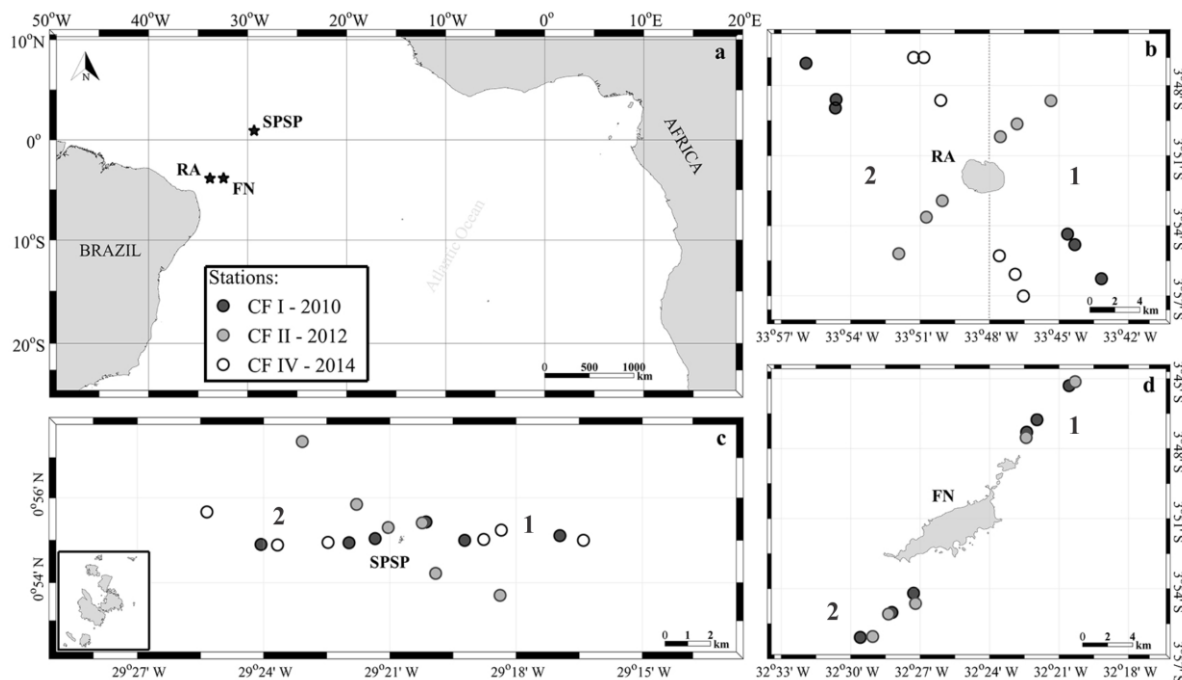 50°W 40°W 30°W 20°W 10°W 0° 10°E 20°E
10°N
0°
10°S
20°S
a
N
SPSP
RA
FN
BRAZIL
AFRICA
Atlantic Ocean
Stations:
CF I - 2010
CF II - 2012
CF IV - 2014
0 500 1000
km
b
3°48' S
3°51' S
3°54' S
3°57' S
RA
2
1
0 2 4
km
33°57' W 33°54' W 33°51' W 33°48' W 33°45' W 33°42' W
c
0°56' N
0°54' N
2
1
SPSP
0 1 2
km
29°27' W 29°24' W 29°21' W 29°18' W 29°15' W
d
3°45' S
3°48' S
3°51' S
3°54' S
3°57' S
1
FN
2
0 2 4
km
32°33' W 32°30' W 32°27' W 32°24' W 32°21' W 32°18' W